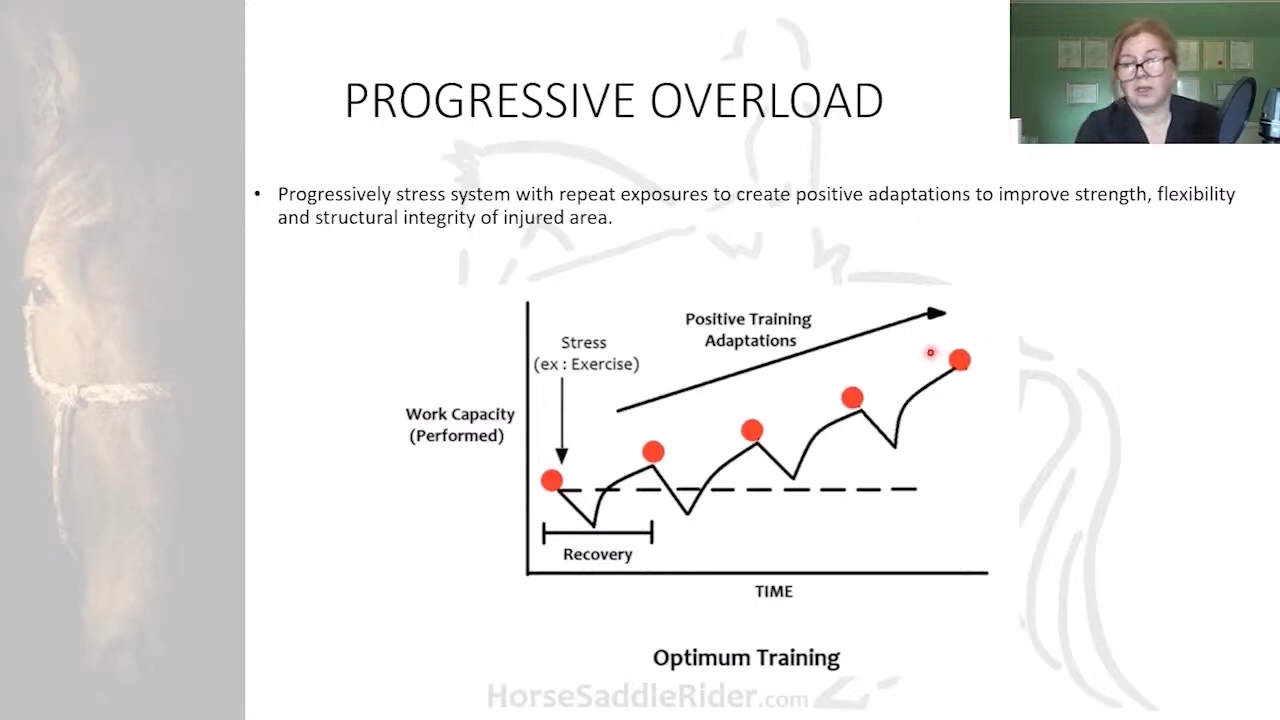 PROGRESSIVE OVERLOAD
• Progressively stress system with repeat exposures to create positive adaptations to improve strength, flexibility
and structural integrity of injured area.
Positive Training
Adaptations
Stress
(ex : Exercise)
Work Capacity
(Performed)
Recovery
TIME
Optimum Training
HorseSaddleRider.com